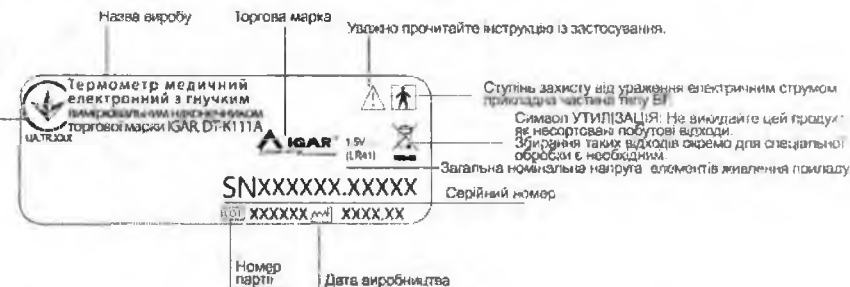 Назва виробу
Торгова марка
Уважно прочитайте інструкцію із застосування.
Термометр медичний
електронний з гнучким
вимірювальним наконечником
торгової марки IGAR, DT-K111A
UA.TR.XXX
IGAR
1.5V
(LR41)
Ступінь захисту від ураження електричним струмом
прикладна частина типу BF.
Символ УТИЛІЗАЦІЯ: Не викидайте цей продукт
як несортовані побутові відходи.
Збирання таких відходів окремо для спеціальної
обробки є необхідним.
Загальна номінальна напруга елементів живлення приладу
SNXXXXXX.XXXXX
Серійний номер
LOT XXXXXX XXXX.XX
Номер
партії
Дата виробництва